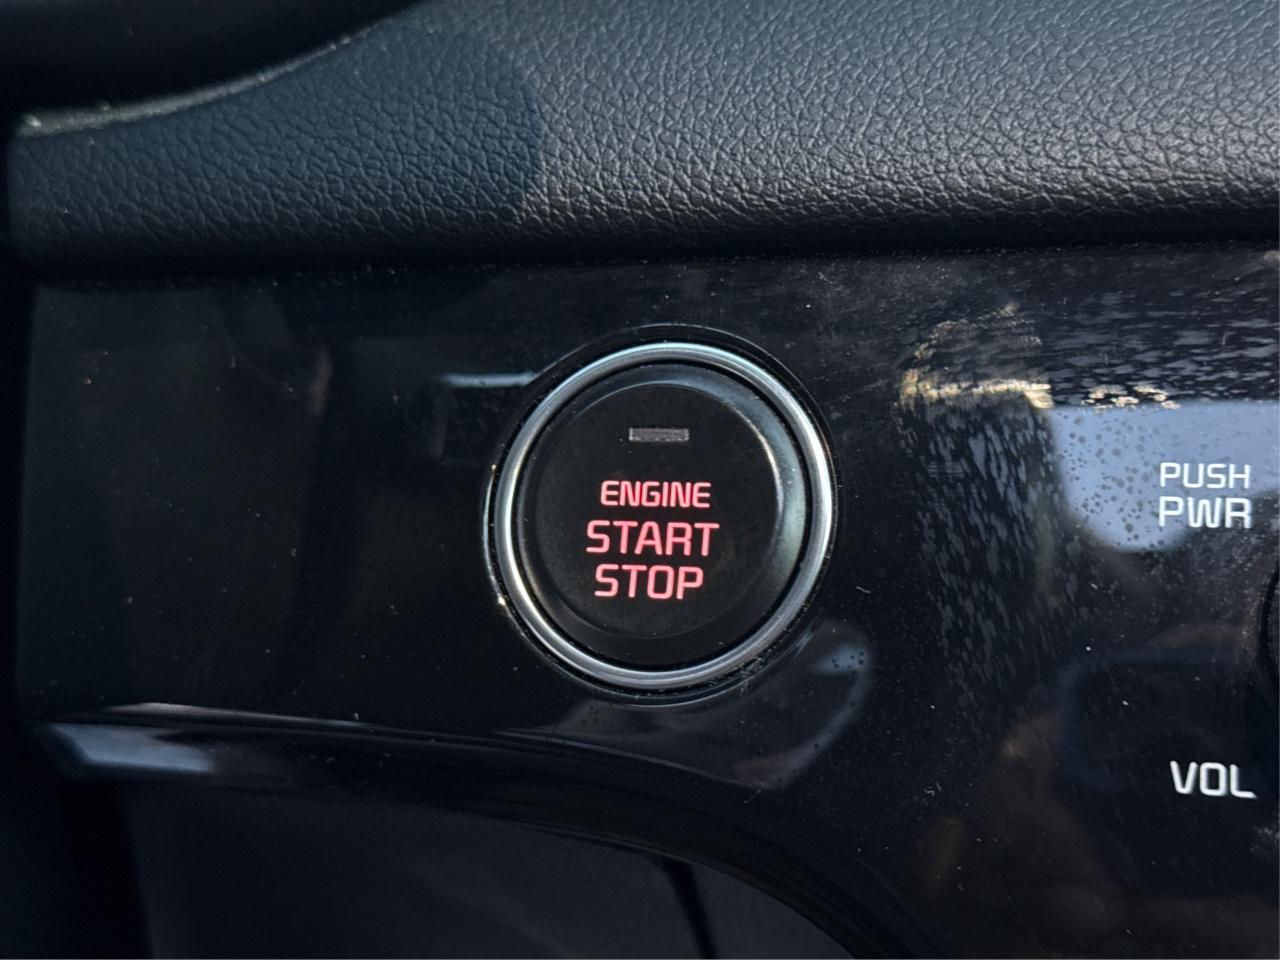 ENGINE
START
STOP
PUSH
PWR
VOL